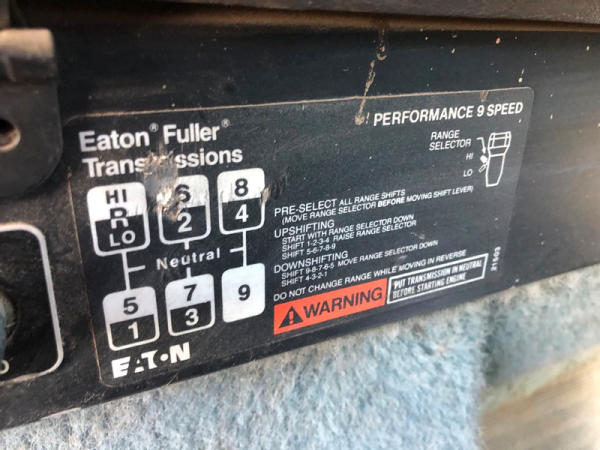 Eaton® Fuller®
Transmissions
PERFORMANCE 9 SPEED
RANGE
SELECTOR
HI
LO
HI
R
LO
6
2
8
4
Neutral
5
1
7
3
9
PRE-SELECT ALL RANGE SHIFTS
(MOVE RANGE SELECTOR BEFORE MOVING SHIFT LEVER)
UPSHIFTING
START WITH RANGE SELECTOR DOWN
SHIFT 1-2-3-4 RAISE RANGE SELECTOR
SHIFT 5-6-7-8-9
DOWNSHIFTING
SHIFT 9-8-7-6-5 MOVE RANGE SELECTOR DOWN
SHIFT 4-3-2-1
DO NOT CHANGE RANGE WHILE MOVING IN REVERSE
WARNING
PUT TRANSMISSION IN NEUTRAL
BEFORE STARTING ENGINE
21503
EATON